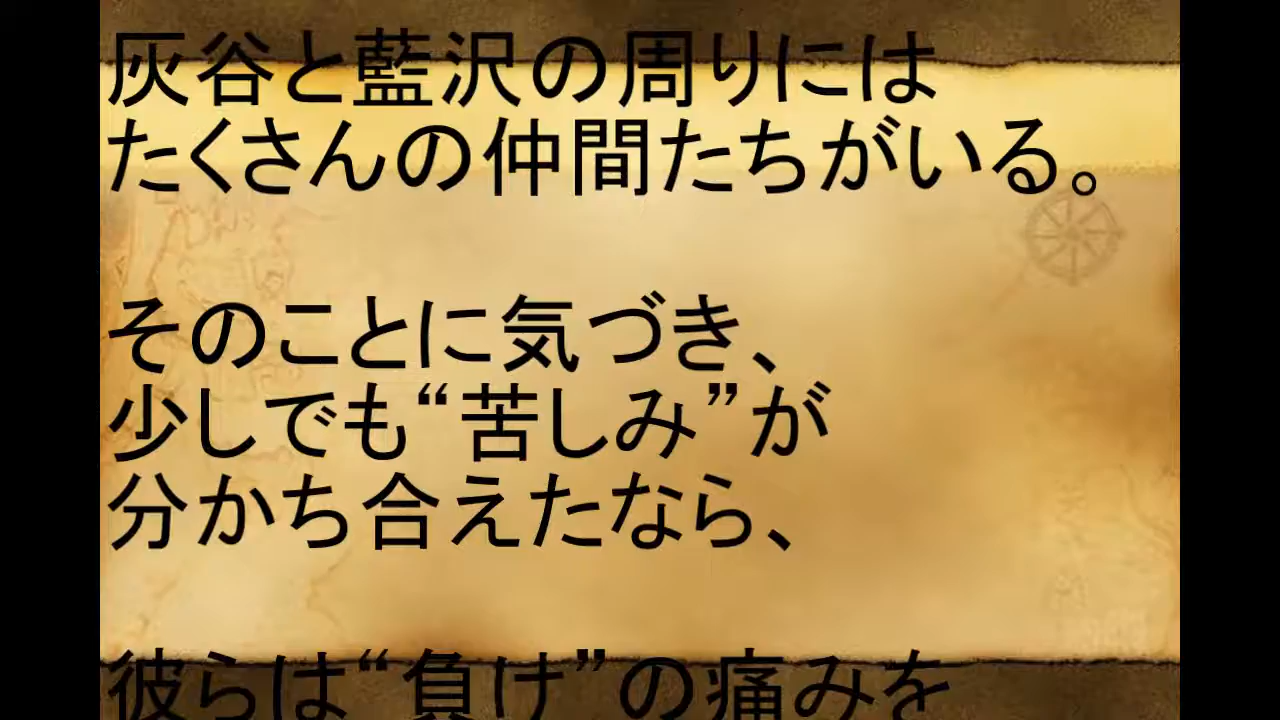 灰谷と藍沢の周りには
たくさんの仲間たちがいる。
そのことに気づき、
少しでも“苦しみ”が
分かち合えたなら、
彼らは“負け”の痛みを